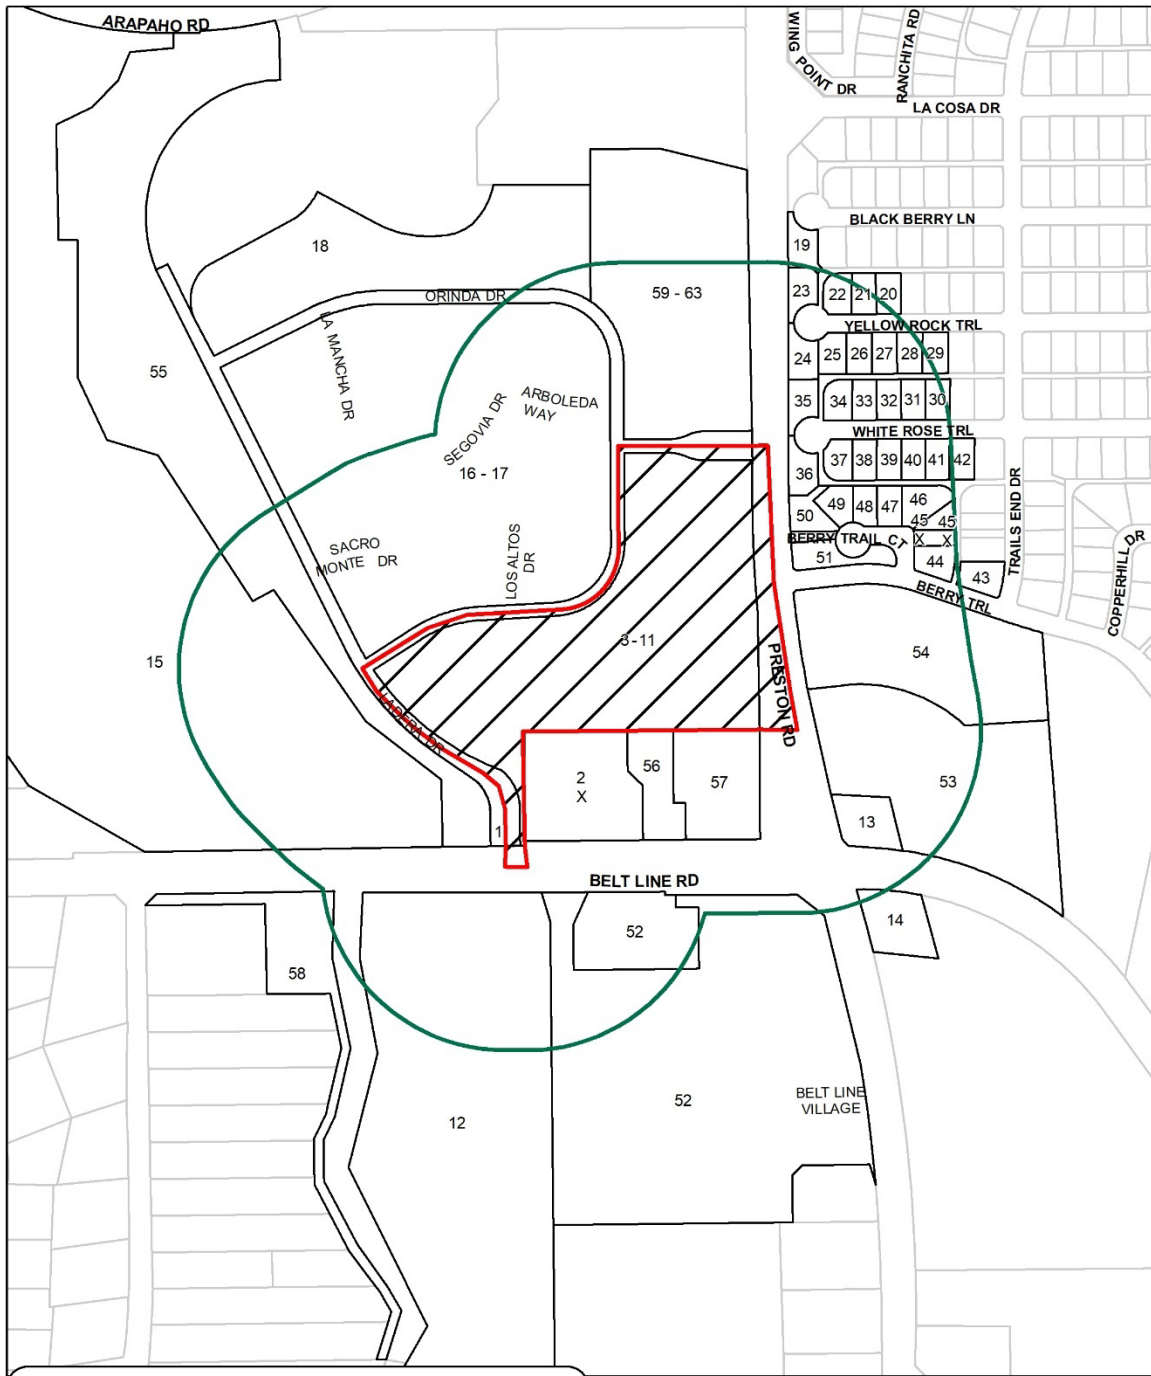 ARAPAHO RD
WING POINT DR
RANCHITA RD
LA COSA DR
BLACK BERRY LN
18
19
ORINDA DR
59 - 63
23
22
21
20
YELLOW ROCK TRL
LA MANCHA DR
55
24
25
26
27
28
29
ARBOLEDA
WAY
SEGOVIA DR
35
34
33
32
31
30
WHITE ROSE TRL
16 - 17
36
37
38
39
40
41
42
TRAILS END DR
50
49
48
47
46
45
45
X
X
BERRY TRAIL CT
51
44
43
COPPERHILL DR
SACRO
MONTE DR
LOS ALTOS
DR
BERRY TRL
3-11
15
54
PRESTON RD
LADERA DR
2
X
56
57
53
1
13
BELT LINE RD
52
14
58
12
52
BELT LINE
VILLAGE